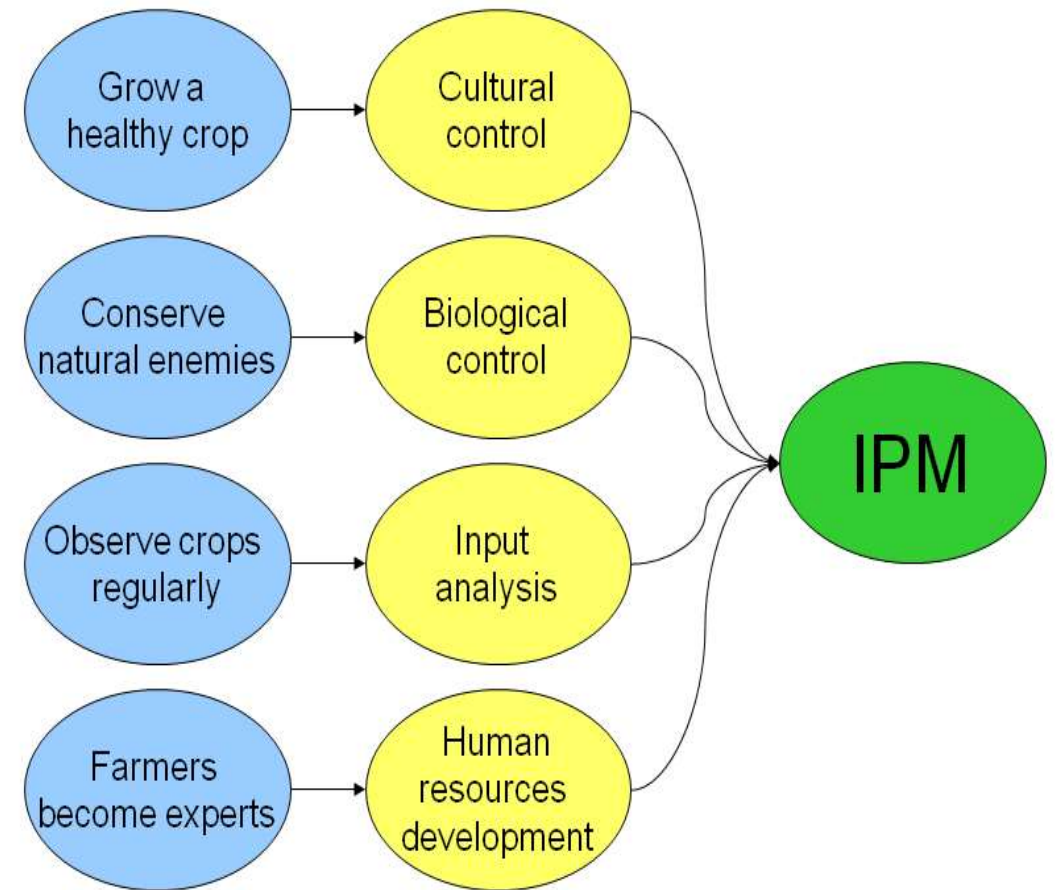 Grow a
healthy crop
Cultural
control
Conserve
natural enemies
Biological
control
Observe crops
regularly
Input
analysis
Farmers
become experts
Human
resources
development
IPM